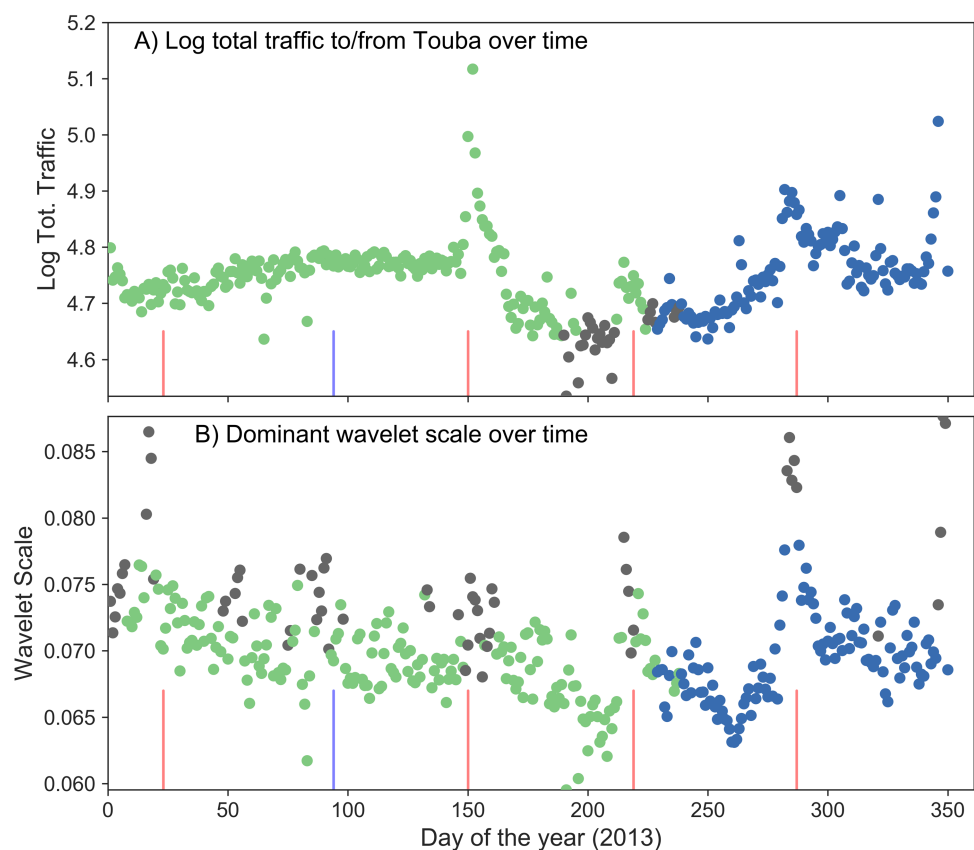 A) Log total traffic to/from Touba over time
Log Tot. Traffic
5.2
5.1
5.0
4.9
4.8
4.7
4.6
B) Dominant wavelet scale over time
Wavelet Scale
0.085
0.080
0.075
0.070
0.065
0.060
0 50 100 150 200 250 300 350
Day of the year (2013)